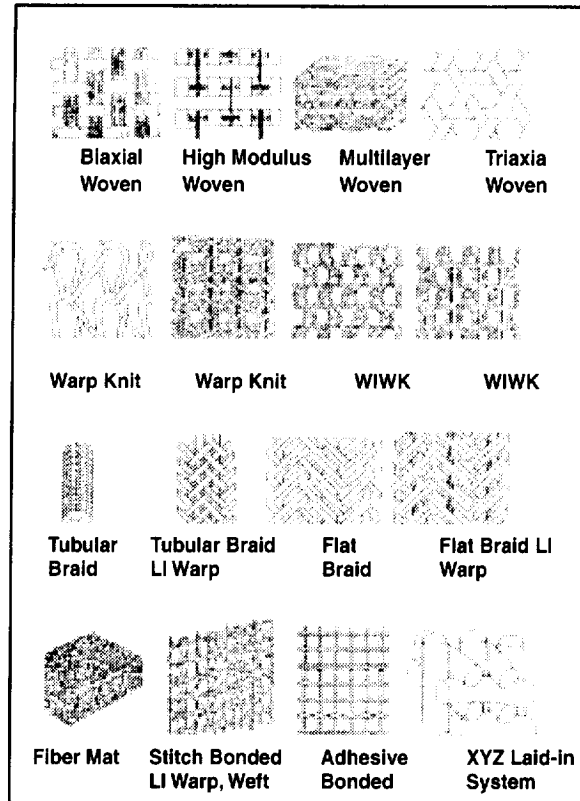 Biaxial Woven
High Modulus Woven
Multilayer Woven
Triaxia Woven
Warp Knit
Warp Knit
WIWK
WIWK
Tubular Braid
Tubular Braid LI Warp
Flat Braid
Flat Braid LI Warp
Fiber Mat
Stitch Bonded LI Warp, Weft
Adhesive Bonded
XYZ Laid-in System